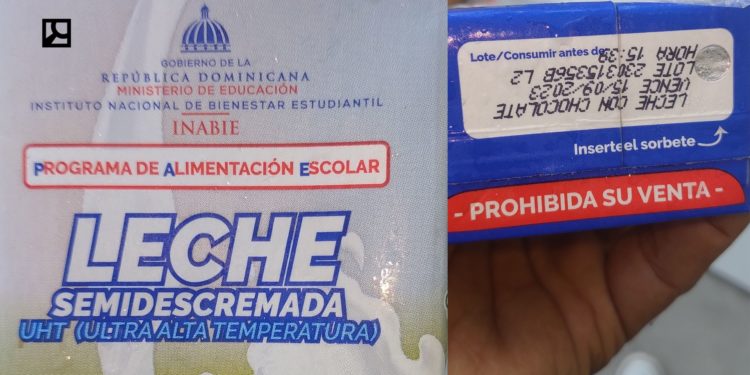 GOBIERNO DE LA
REPÚBLICA DOMINICANA
MINISTERIO DE EDUCACIÓN
INSTITUTO NACIONAL DE BIENESTAR ESTUDIANTIL
INABIE
PROGRAMA DE ALIMENTACIÓN ESCOLAR
LECHE
SEMIDESCREMADA
UHT (ULTRA ALTA TEMPERATURA)
Lote/Consumir antes de:
LECHE CON CHOCOLATE
VENCE 15/09/2023
LOTE 230315356B L2
HORA 15:39
Inserte el sorbete
- PROHIBIDA SU VENTA -